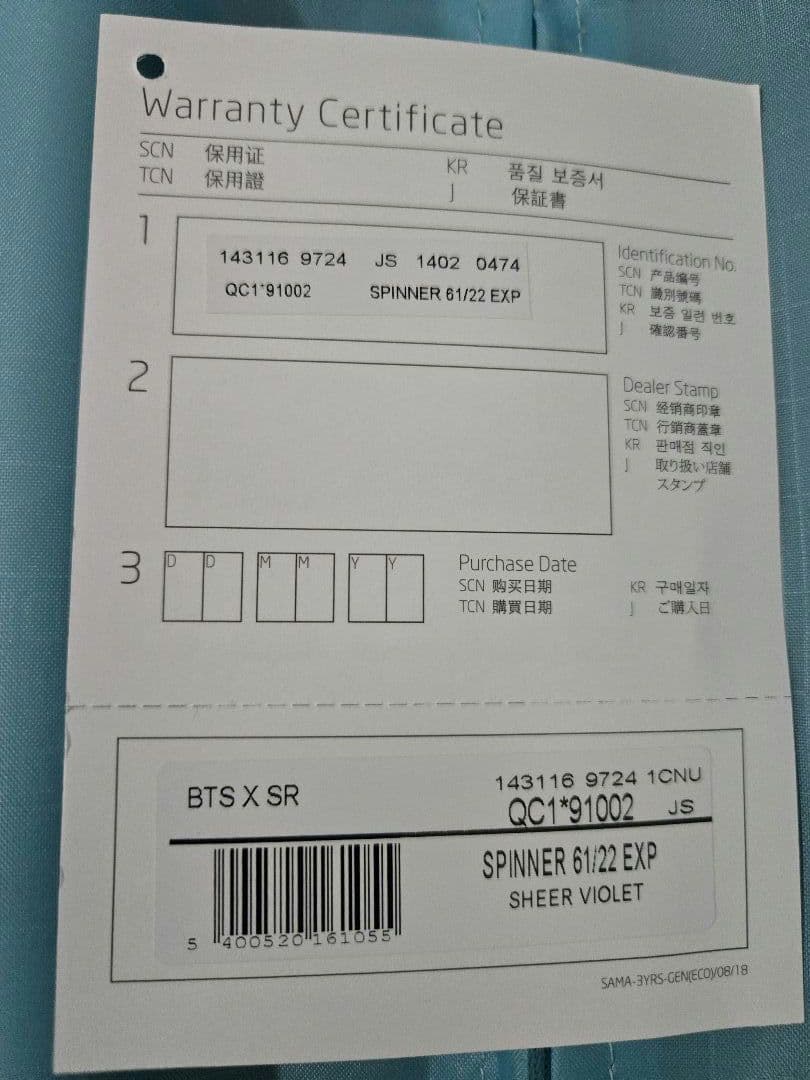 Warranty Certificate
SCN 保用证 KR 품질 보증서
TCN 保用證 J 保証書
1
143116 9724 JS 1402 0474
QC1*91002 SPINNER 61/22 EXP
Identification No.
SCN 产品编号
TCN 識別號碼
KR 보증 일련 번호
J 確認番号
2
Dealer Stamp
SCN 经销商印章
TCN 行銷商蓋章
KR 판매점 직인
J 取り扱い店舗
スタンプ
3 D D M M Y Y
Purchase Date
SCN 购买日期 KR 구매일자
TCN 購買日期 J ご購入日
BTS X SR
143116 9724 1CNU
QC1*91002 JS
SPINNER 61/22 EXP
SHEER VIOLET
5 400520 161055
SAMA-3YRS-GEN(ECO)/08/18